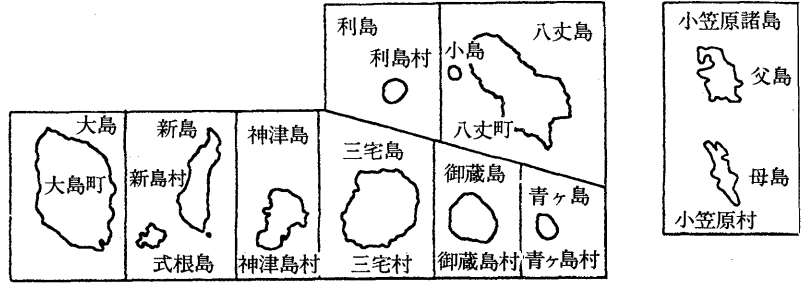 利島
利島村
小島
八丈島
八丈町
小笠原諸島
父島
母島
小笠原村
大島
大島町
新島
新島村
式根島
神津島
神津島村
三宅島
三宅村
御蔵島
御蔵島村
青ヶ島
青ヶ島村